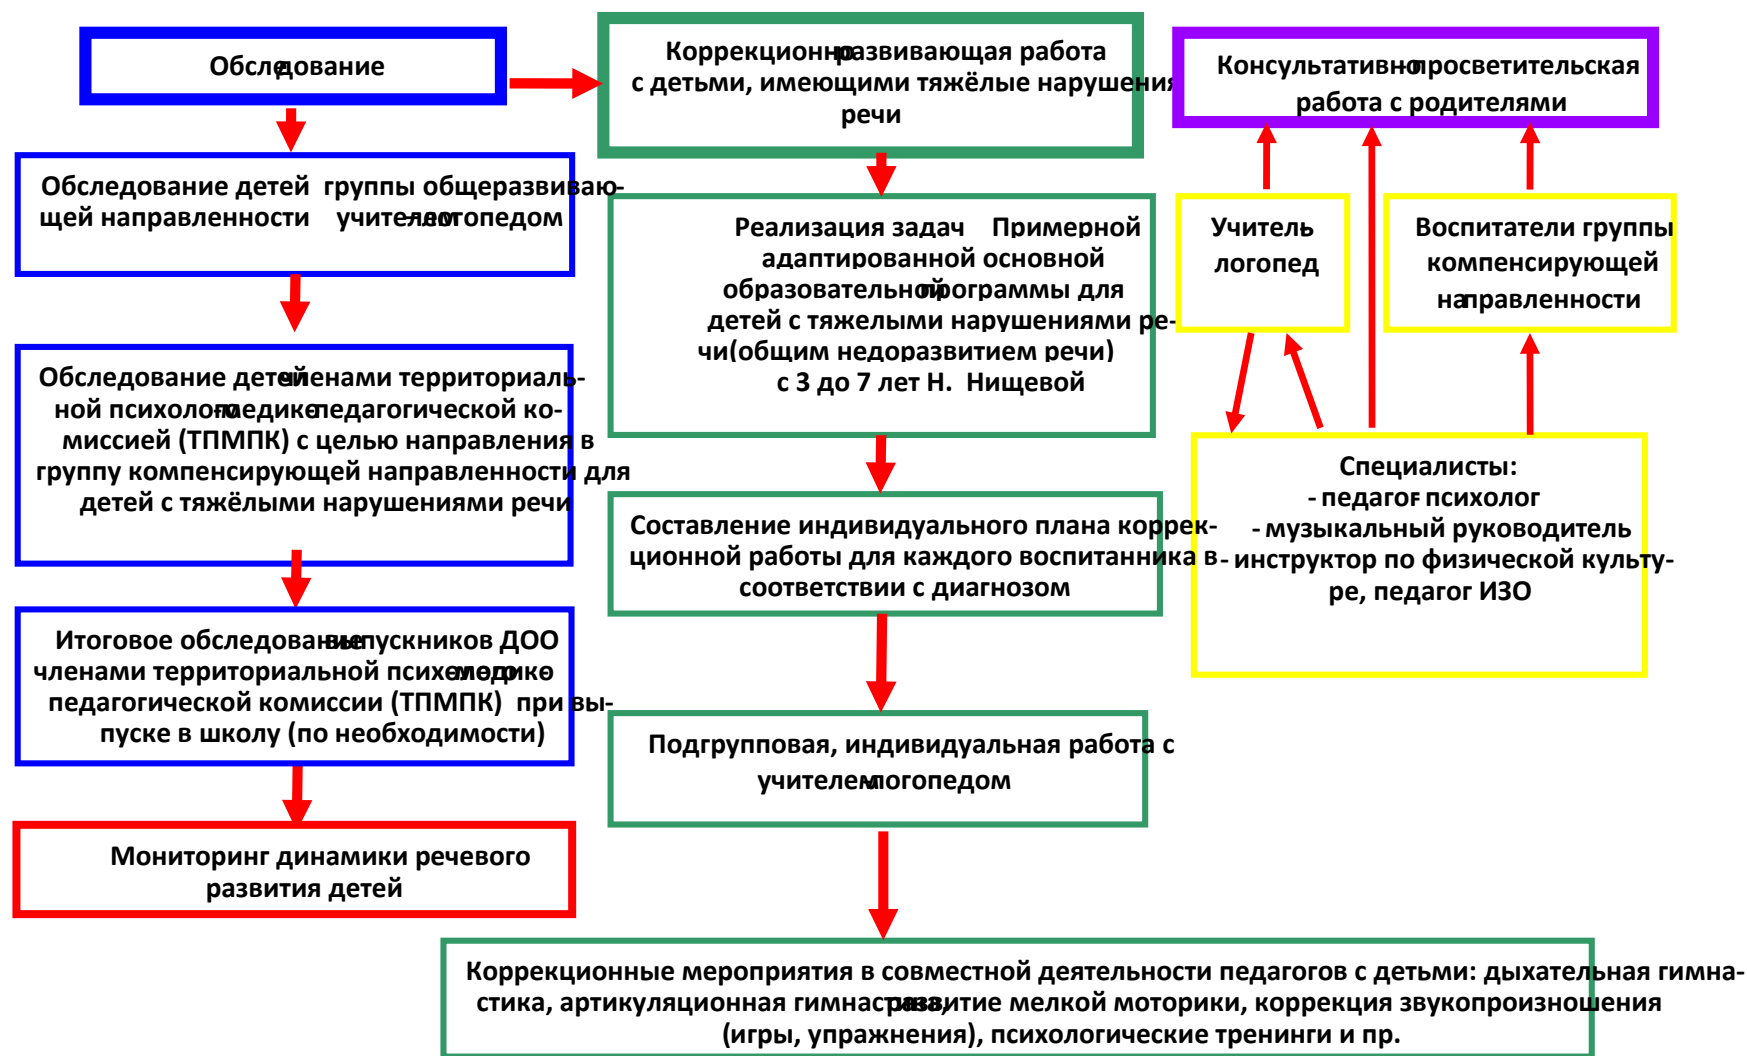 Обследование
Обследование детей группы общеразвиваю-
щей направленности учителем-логопедом
Обследование детей членами территориаль-
ной психолого-медико-педагогической ко-
миссией (ТПМПК) с целью направления в
группу компенсирующей направленности для
детей с тяжёлыми нарушениями речи
Итоговое обследование выпускников ДОО
членами территориальной психолого-медико-
педагогической комиссии (ТПМПК) при вы-
пуске в школу (по необходимости)
Мониторинг динамики речевого
развития детей
Коррекционно-развивающая работа
с детьми, имеющими тяжёлые нарушения
речи
Реализация задач Примерной
адаптированной основной
образовательной программы для
детей с тяжелыми нарушениями ре-
чи(общим недоразвитием речи)
с 3 до 7 лет Н. Нищевой
Составление индивидуального плана коррек-
ционной работы для каждого воспитанника в
соответствии с диагнозом
Подгрупповая, индивидуальная работа с
учителем-логопедом
Коррекционные мероприятия в совместной деятельности педагогов с детьми: дыхательная гимна-
стика, артикуляционная гимнастика, развитие мелкой моторики, коррекция звукопроизношения
(игры, упражнения), психологические тренинги и пр.
Консультативно-просветительская
работа с родителями
Учитель-
логопед
Воспитатели группы
компенсирующей
направленности
Специалисты:
- педагог-психолог
- музыкальный руководитель
- инструктор по физической культу-
ре, педагог ИЗО